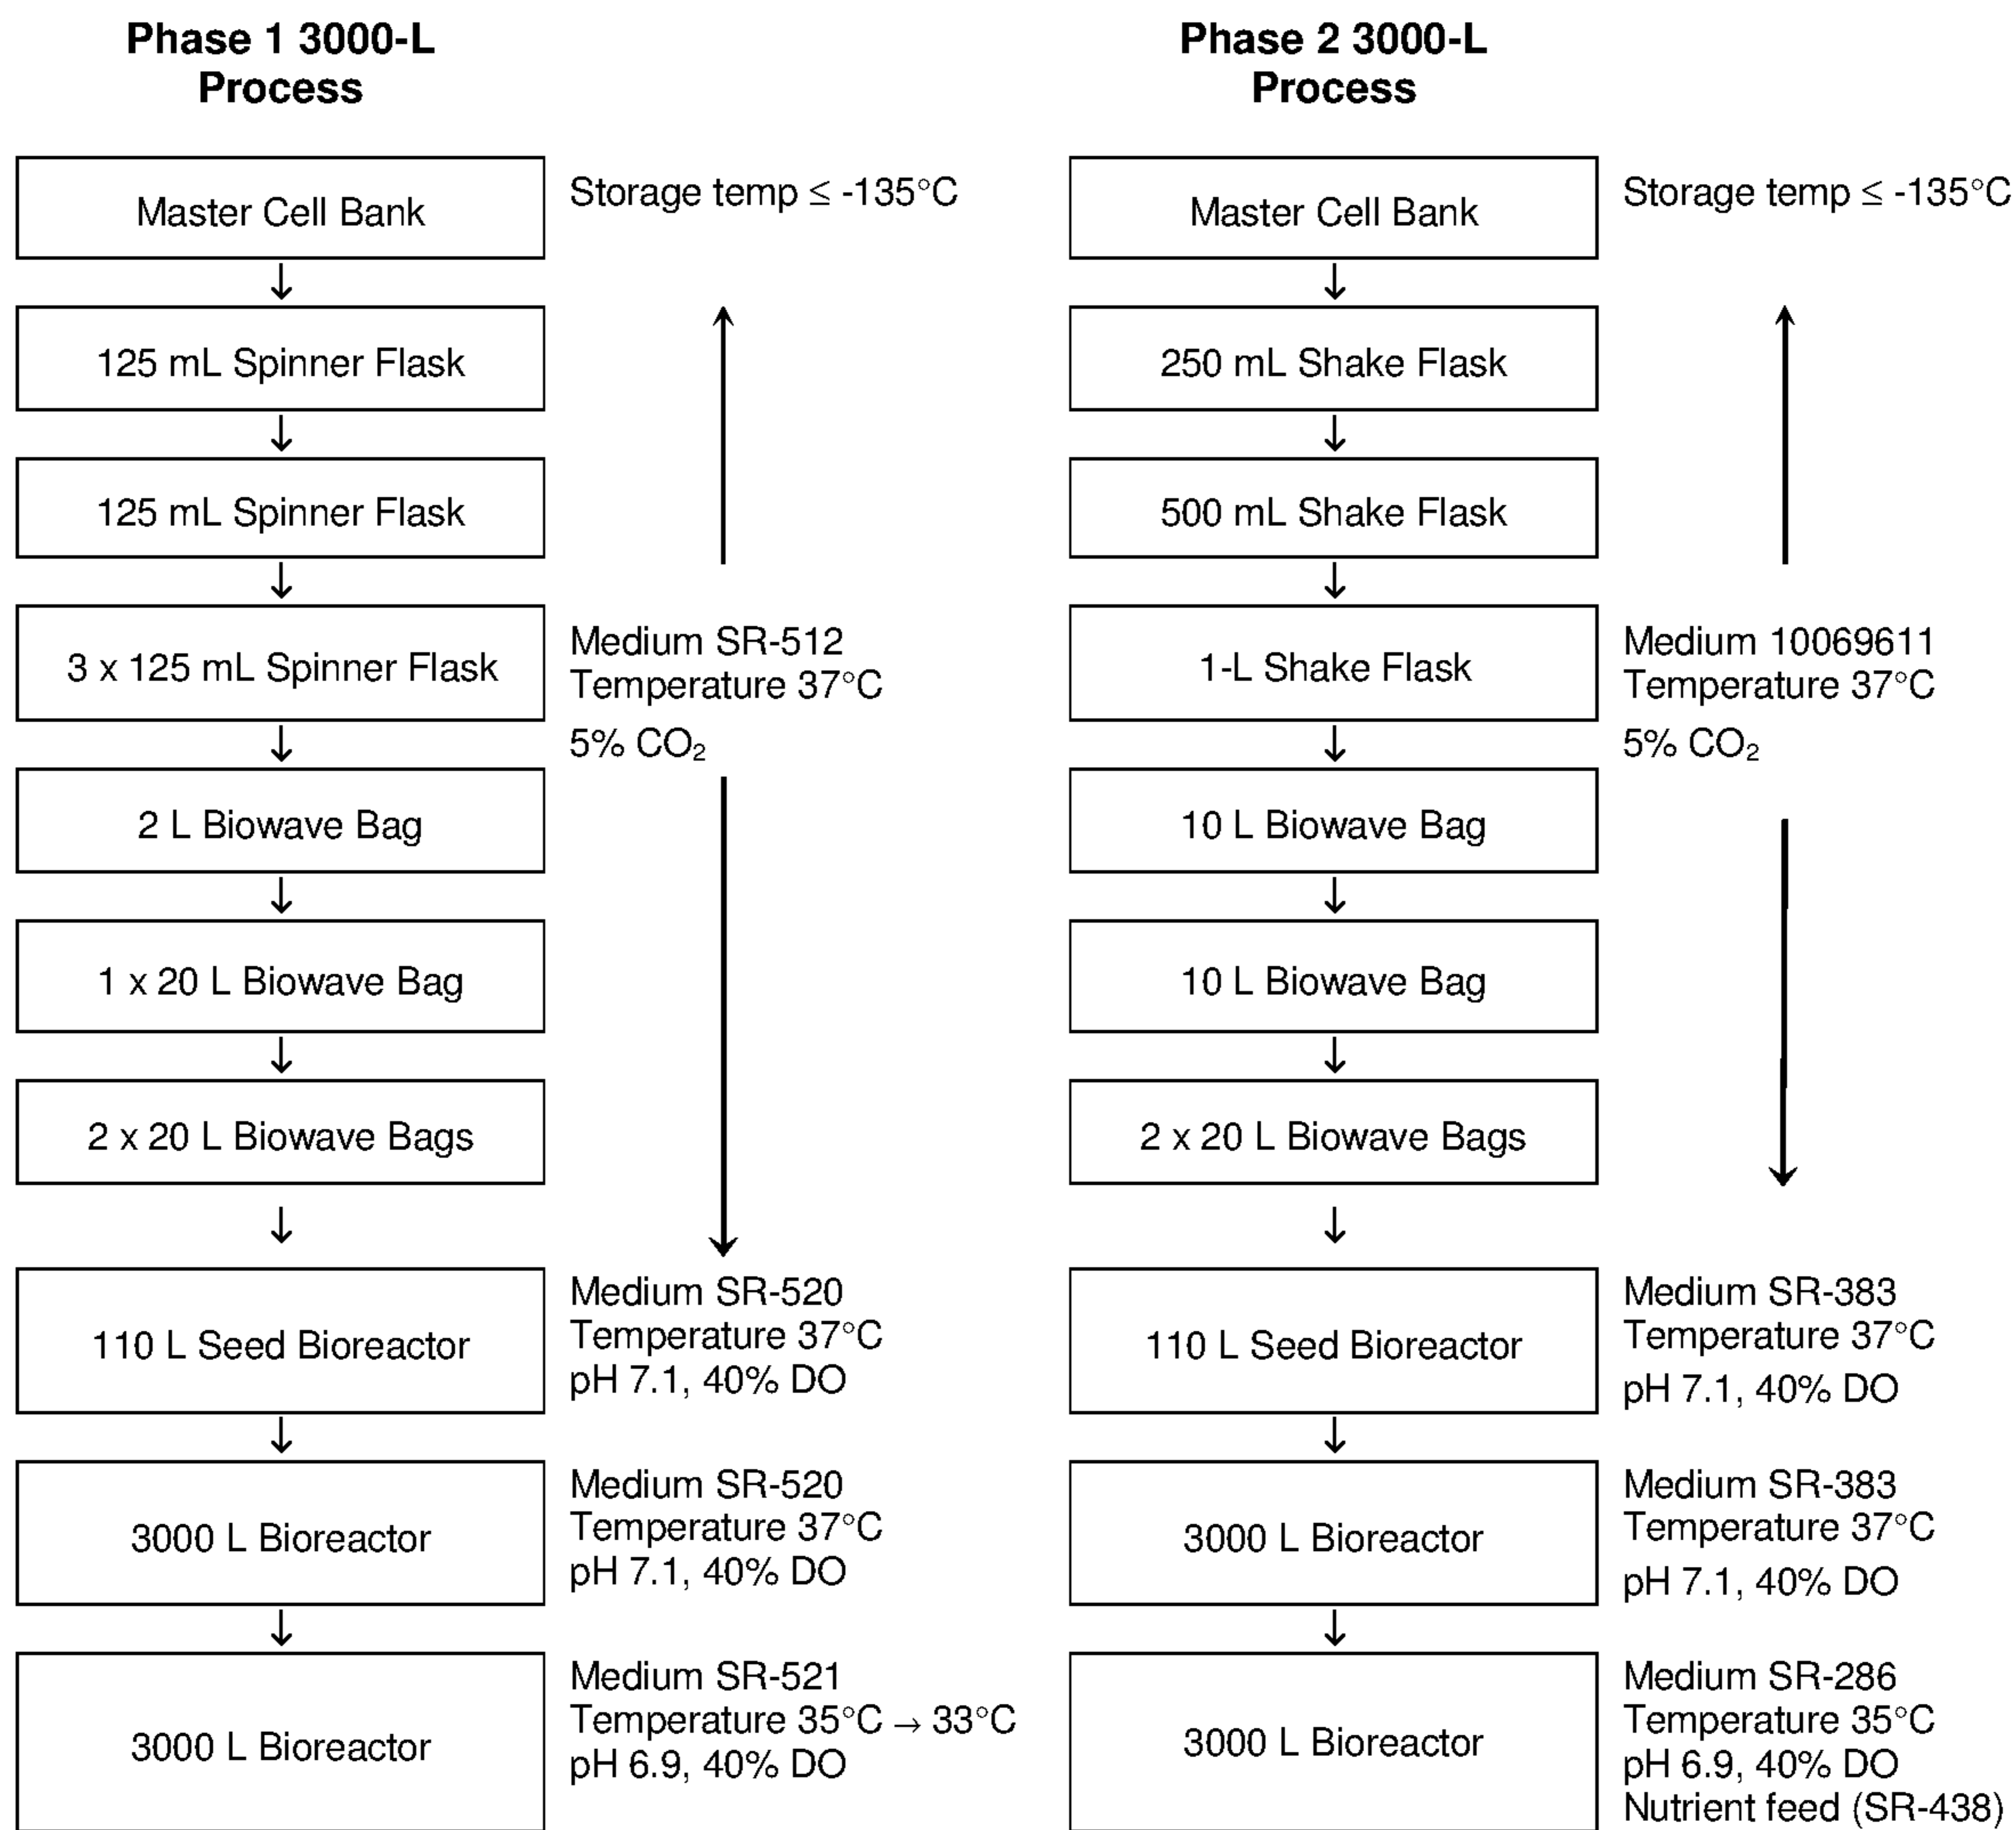 Phase 1 3000-L
Process
Master Cell Bank
Storage temp ≤ -135°C
125 mL Spinner Flask
125 mL Spinner Flask
3 x 125 mL Spinner Flask
Medium SR-512
Temperature 37°C
5% CO₂
2 L Biowave Bag
1 x 20 L Biowave Bag
2 x 20 L Biowave Bags
110 L Seed Bioreactor
Medium SR-520
Temperature 37°C
pH 7.1, 40% DO
3000 L Bioreactor
Medium SR-520
Temperature 37°C
pH 7.1, 40% DO
3000 L Bioreactor
Medium SR-521
Temperature 35°C → 33°C
pH 6.9, 40% DO
Phase 2 3000-L
Process
Master Cell Bank
Storage temp ≤ -135°C
250 mL Shake Flask
500 mL Shake Flask
1-L Shake Flask
Medium 10069611
Temperature 37°C
5% CO₂
10 L Biowave Bag
10 L Biowave Bag
2 x 20 L Biowave Bags
110 L Seed Bioreactor
Medium SR-383
Temperature 37°C
pH 7.1, 40% DO
3000 L Bioreactor
Medium SR-383
Temperature 37°C
pH 7.1, 40% DO
3000 L Bioreactor
Medium SR-286
Temperature 35°C
pH 6.9, 40% DO
Nutrient feed (SR-438)